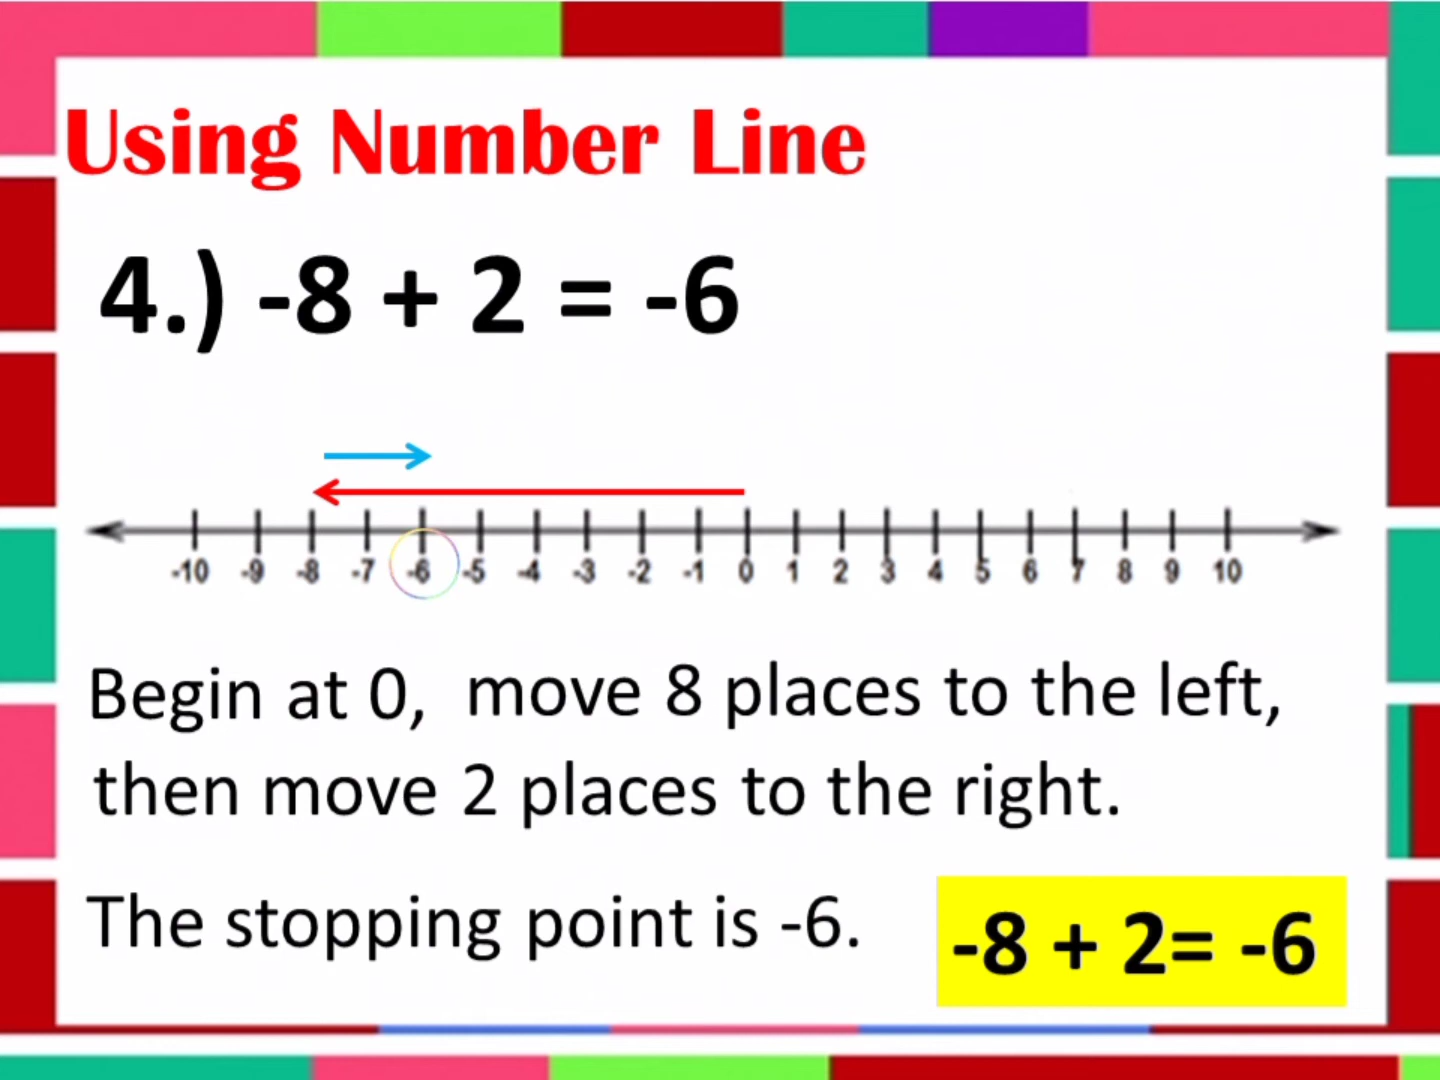 Using Number Line
4.) -8 + 2 = -6
-10 -9 -8 -7 -6 -5 -4 -3 -2 -1 0 1 2 3 4 5 6 7 8 9 10
Begin at 0, move 8 places to the left,
then move 2 places to the right.
The stopping point is -6.
-8 + 2= -6